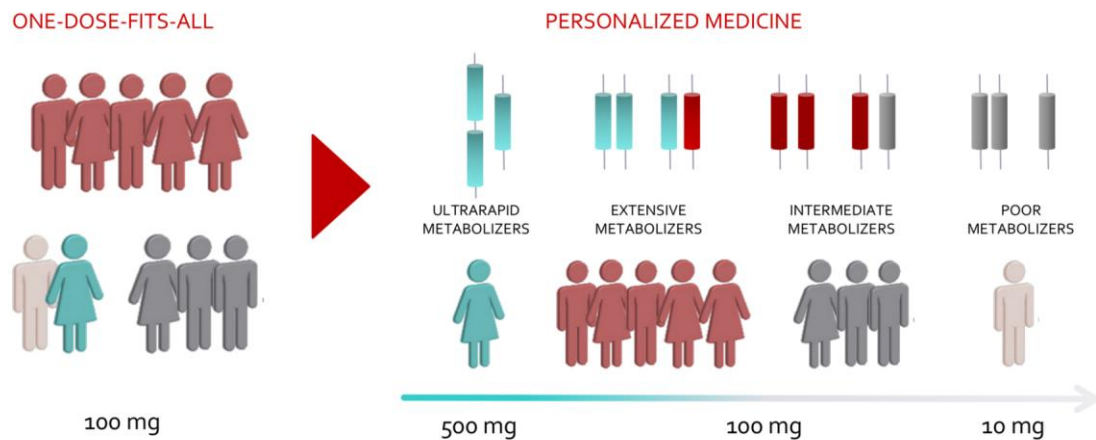 ONE-DOSE-FITS-ALL
PERSONALIZED MEDICINE
ULTRARAPID
METABOLIZERS
EXTENSIVE
METABOLIZERS
INTERMEDIATE
METABOLIZERS
POOR
METABOLIZERS
100 mg
500 mg
100 mg
10 mg